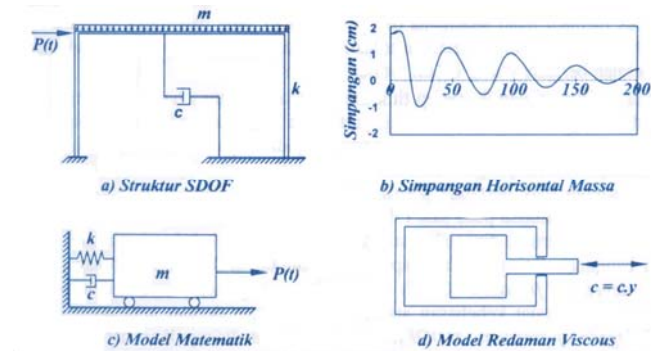 m
P(t)
k
c
a) Struktur SDOF
Simpangan (cm)
2
1
0
-1
-2
0
50
100
150
200
b) Simpangan Horisontal Massa
k
c
m
P(t)
c) Model Matematik
c = c.y
d) Model Redaman Viscous